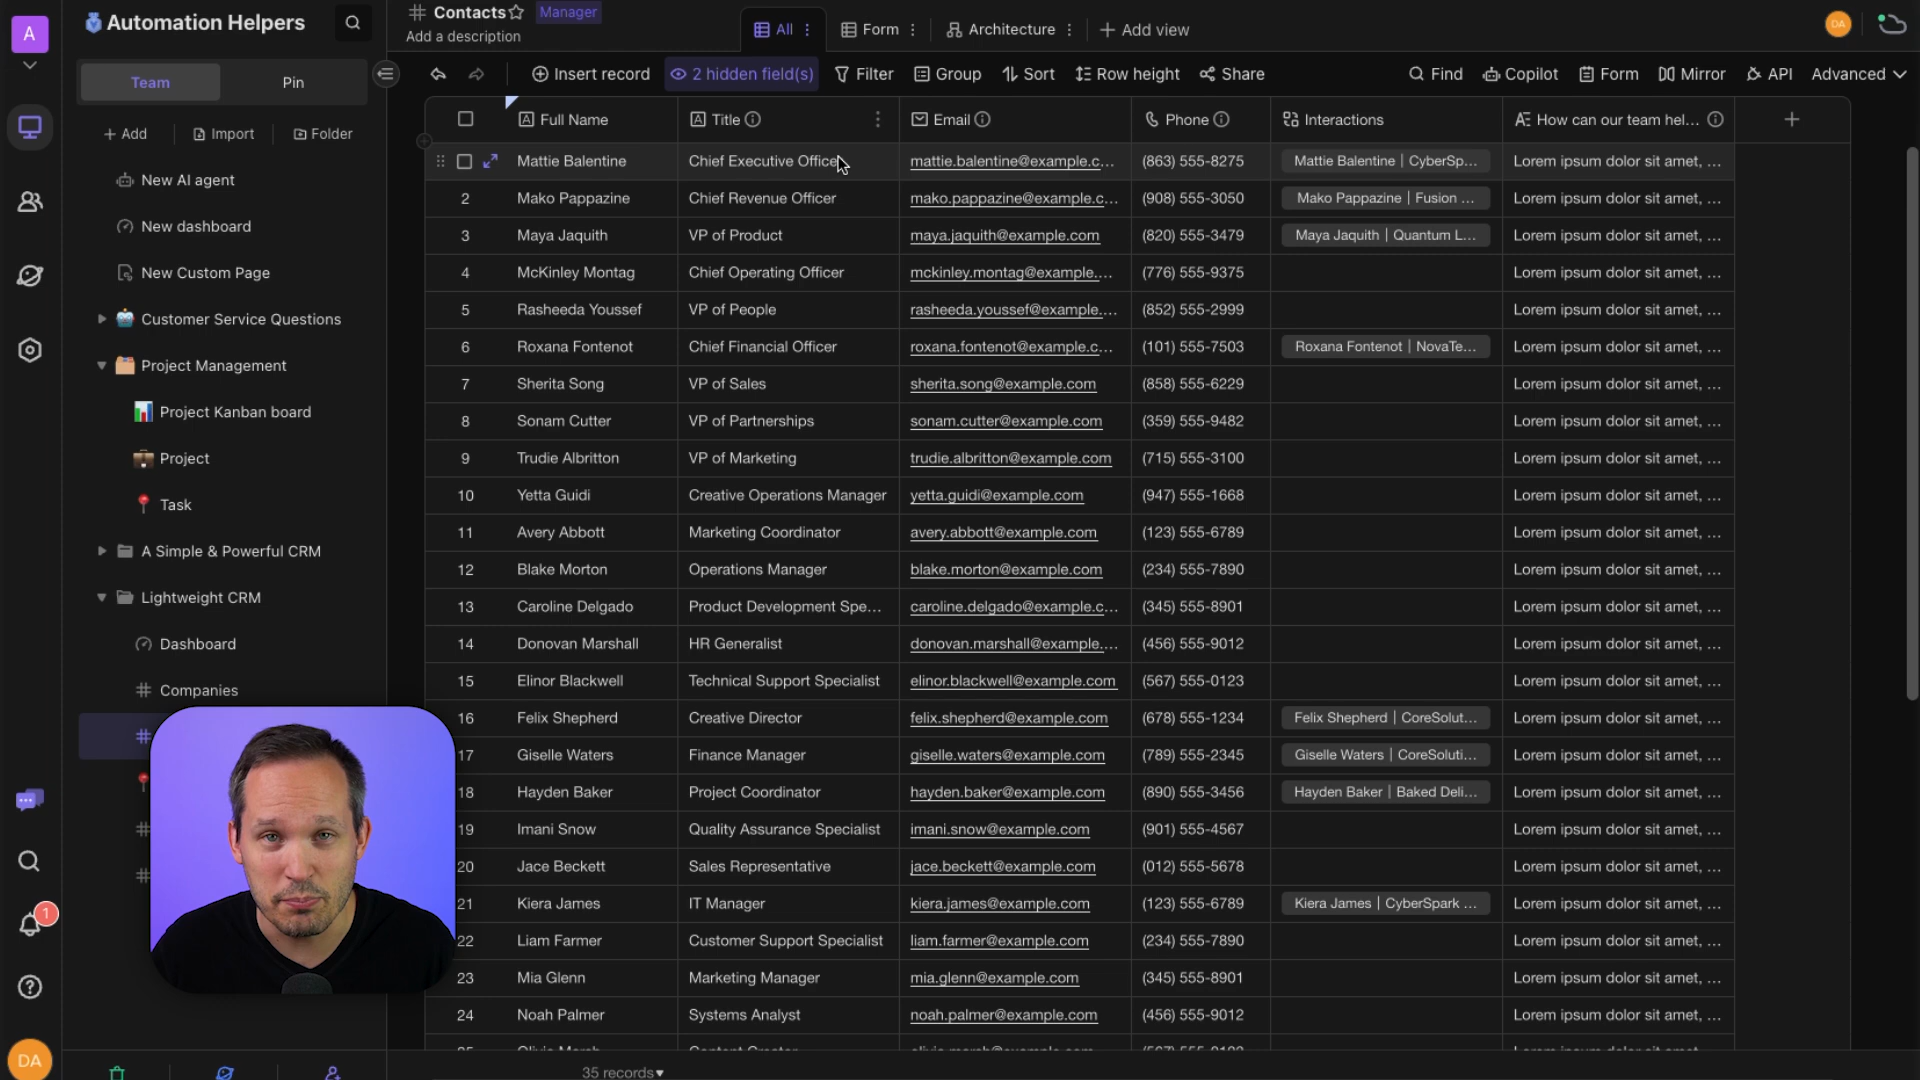 A
Automation Helpers
Team
Pin
Add
Import
Folder
New AI agent
New dashboard
New Custom Page
Customer Service Questions
Project Management
Project Kanban board
Project
Task
A Simple & Powerful CRM
Lightweight CRM
Dashboard
Companies
1
DA
Contacts
Manager
Add a description
All
Form
Architecture
Add view
DA
Insert record
2 hidden field(s)
Filter
Group
Sort
Row height
Share
Find
Copilot
Form
Mirror
API
Advanced
Full Name Title Email Phone Interactions How can our team hel...
Mattie Balentine Chief Executive Office mattie.balentine@example.c... (863) 555-8275 Mattie Balentine | CyberSp... Lorem ipsum dolor sit amet, ...
2 Mako Pappazine Chief Revenue Officer mako.pappazine@example.c... (908) 555-3050 Mako Pappazine | Fusion ... Lorem ipsum dolor sit amet, ...
3 Maya Jaquith VP of Product maya.jaquith@example.com (820) 555-3479 Maya Jaquith | Quantum L... Lorem ipsum dolor sit amet, ...
4 McKinley Montag Chief Operating Officer mckinley.montag@example.... (776) 555-9375 Lorem ipsum dolor sit amet, ...
5 Rasheeda Youssef VP of People rasheeda.youssef@example.... (852) 555-2999 Lorem ipsum dolor sit amet, ...
6 Roxana Fontenot Chief Financial Officer roxana.fontenot@example.c... (101) 555-7503 Roxana Fontenot | NovaTe... Lorem ipsum dolor sit amet, ...
7 Sherita Song VP of Sales sherita.song@example.com (858) 555-6229 Lorem ipsum dolor sit amet, ...
8 Sonam Cutter VP of Partnerships sonam.cutter@example.com (359) 555-9482 Lorem ipsum dolor sit amet, ...
9 Trudie Albritton VP of Marketing trudie.albritton@example.com (715) 555-3100 Lorem ipsum dolor sit amet, ...
10 Yetta Guidi Creative Operations Manager yetta.guidi@example.com (947) 555-1668 Lorem ipsum dolor sit amet, ...
11 Avery Abbott Marketing Coordinator avery.abbott@example.com (123) 555-6789 Lorem ipsum dolor sit amet, ...
12 Blake Morton Operations Manager blake.morton@example.com (234) 555-7890 Lorem ipsum dolor sit amet, ...
13 Caroline Delgado Product Development Spe... caroline.delgado@example.c... (345) 555-8901 Lorem ipsum dolor sit amet, ...
14 Donovan Marshall HR Generalist donovan.marshall@example.... (456) 555-9012 Lorem ipsum dolor sit amet, ...
15 Elinor Blackwell Technical Support Specialist elinor.blackwell@example.com (567) 555-0123 Lorem ipsum dolor sit amet, ...
16 Felix Shepherd Creative Director felix.shepherd@example.com (678) 555-1234 Felix Shepherd | CoreSolut... Lorem ipsum dolor sit amet, ...
17 Giselle Waters Finance Manager giselle.waters@example.com (789) 555-2345 Giselle Waters | CoreSoluti... Lorem ipsum dolor sit amet, ...
18 Hayden Baker Project Coordinator hayden.baker@example.com (890) 555-3456 Hayden Baker | Baked Deli... Lorem ipsum dolor sit amet, ...
19 Imani Snow Quality Assurance Specialist imani.snow@example.com (901) 555-4567 Lorem ipsum dolor sit amet, ...
20 Jace Beckett Sales Representative jace.beckett@example.com (012) 555-5678 Lorem ipsum dolor sit amet, ...
21 Kiera James IT Manager kiera.james@example.com (123) 555-6789 Kiera James | CyberSpark ... Lorem ipsum dolor sit amet, ...
22 Liam Farmer Customer Support Specialist liam.farmer@example.com (234) 555-7890 Lorem ipsum dolor sit amet, ...
23 Mia Glenn Marketing Manager mia.glenn@example.com (345) 555-8901 Lorem ipsum dolor sit amet, ...
24 Noah Palmer Systems Analyst noah.palmer@example.com (456) 555-9012 Lorem ipsum dolor sit amet, ...
35 records